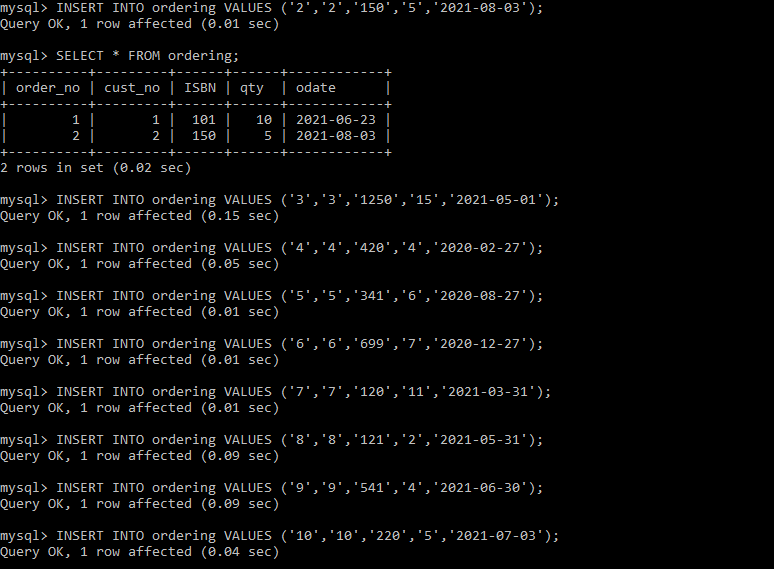 mysql> INSERT INTO ordering VALUES ('2','2','150','5','2021-08-03');
Query OK, 1 row affected (0.01 sec)
mysql> SELECT * FROM ordering;
+----------+---------+------+------+------------+
| order_no | cust_no | ISBN | qty  | odate      |
+----------+---------+------+------+------------+
|        1 |       1 |  101 |   10 | 2021-06-23 |
|        2 |       2 |  150 |    5 | 2021-08-03 |
+----------+---------+------+------+------------+
2 rows in set (0.02 sec)
mysql> INSERT INTO ordering VALUES ('3','3','1250','15','2021-05-01');
Query OK, 1 row affected (0.15 sec)
mysql> INSERT INTO ordering VALUES ('4','4','420','4','2020-02-27');
Query OK, 1 row affected (0.05 sec)
mysql> INSERT INTO ordering VALUES ('5','5','341','6','2020-08-27');
Query OK, 1 row affected (0.01 sec)
mysql> INSERT INTO ordering VALUES ('6','6','699','7','2020-12-27');
Query OK, 1 row affected (0.01 sec)
mysql> INSERT INTO ordering VALUES ('7','7','120','11','2021-03-31');
Query OK, 1 row affected (0.01 sec)
mysql> INSERT INTO ordering VALUES ('8','8','121','2','2021-05-31');
Query OK, 1 row affected (0.09 sec)
mysql> INSERT INTO ordering VALUES ('9','9','541','4','2021-06-30');
Query OK, 1 row affected (0.09 sec)
mysql> INSERT INTO ordering VALUES ('10','10','220','5','2021-07-03');
Query OK, 1 row affected (0.04 sec)